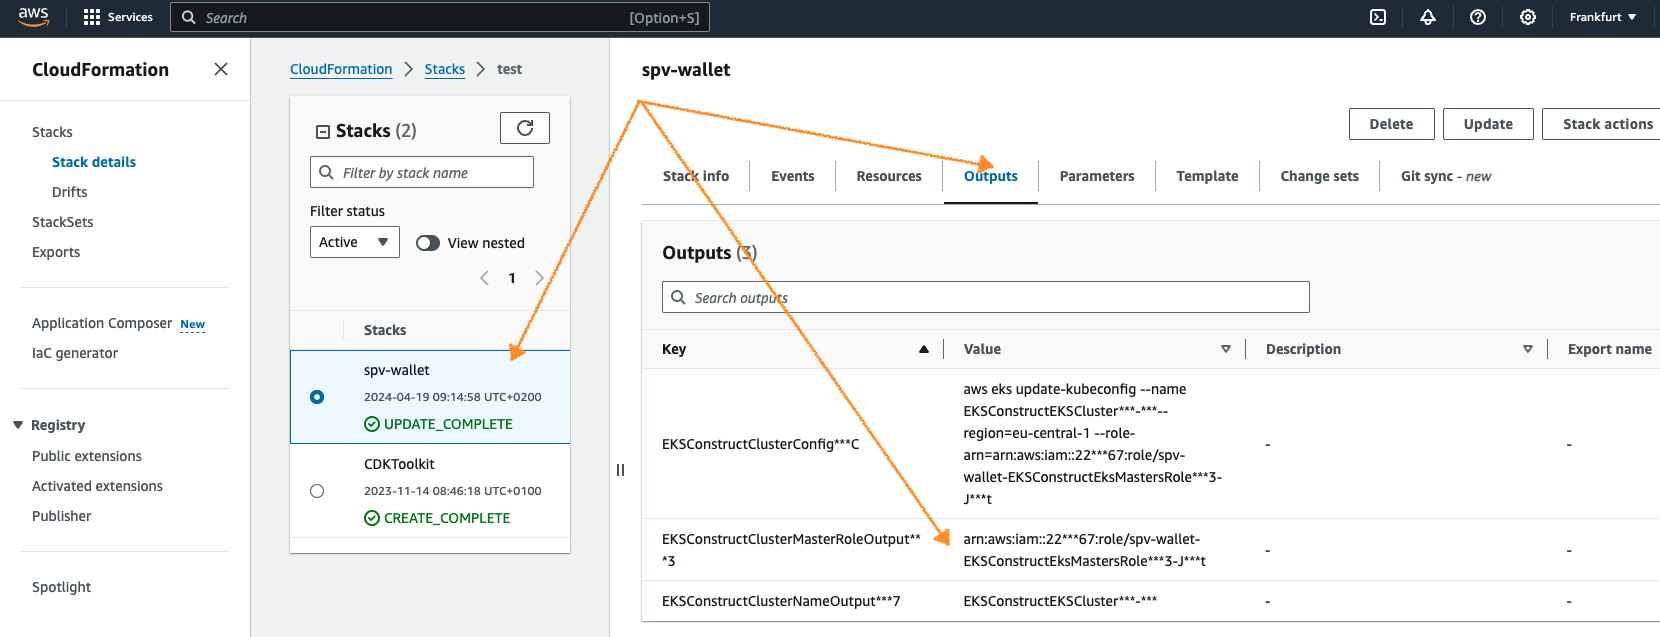 aws
Services
Search
[Option+S]
Frankfurt
CloudFormation
Stacks
Stack details
Drifts
StackSets
Exports
Application Composer New
IaC generator
Registry
Public extensions
Activated extensions
Publisher
Spotlight
CloudFormation
Stacks
test
Stacks (2)
Filter by stack name
Filter status
Active
View nested
1
Stacks
spv-wallet
2024-04-19 09:14:58 UTC+0200
UPDATE_COMPLETE
CDKToolkit
2023-11-14 08:46:18 UTC+0100
CREATE_COMPLETE
spv-wallet
Delete
Update
Stack actions
Stack info
Events
Resources
Outputs
Parameters
Template
Change sets
Git sync - new
Outputs (3)
Search outputs
Key
Value
Description
Export name
EKSConstructClusterConfig***C
aws eks update-kubeconfig --name
EKSConstructEKSCluster***-***--
region=eu-central-1 --role-
arn=arn:aws:iam::22***67:role/spv-
wallet-EKSConstructEksMastersRole***3-
J***t
-
-
EKSConstructClusterMasterRoleOutput**
*3
arn:aws:iam::22***67:role/spv-wallet-
EKSConstructEksMastersRole***3-J***t
-
-
EKSConstructClusterNameOutput***7
EKSConstructEKSCluster***-***
-
-